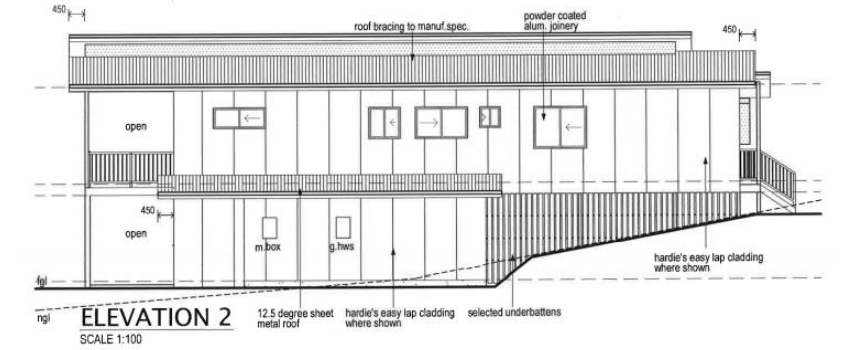 450
roof bracing to manuf.spec.
powder coated
alum. joinery
450
open
open
450
m.box
g.hws
hardie's easy lap cladding
where shown
fgl
ngl
ELEVATION 2
SCALE 1:100
12.5 degree sheet
metal roof
hardie's easy lap cladding
where shown
selected underbattens